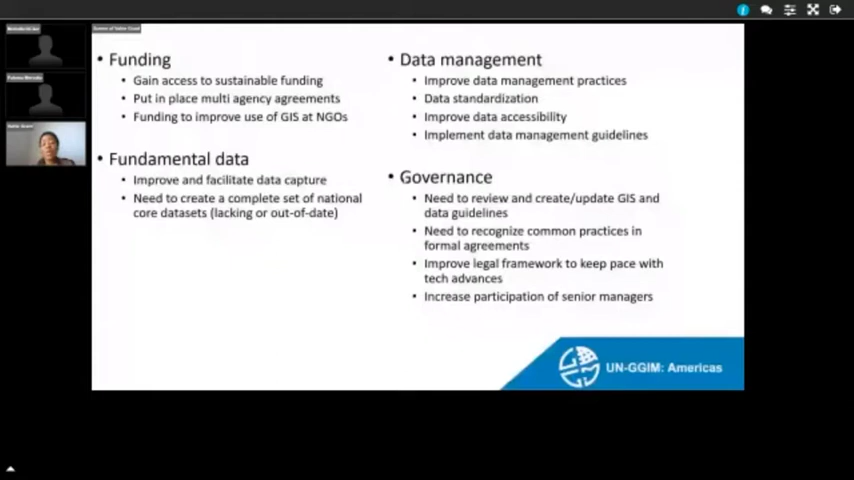 • Funding
• Gain access to sustainable funding
• Put in place multi agency agreements
• Funding to improve use of GIS at NGOs
• Fundamental data
• Improve and facilitate data capture
• Need to create a complete set of national
core datasets (lacking or out-of-date)
• Data management
• Improve data management practices
• Data standardization
• Improve data accessibility
• Implement data management guidelines
• Governance
• Need to review and create/update GIS and
data guidelines
• Need to recognize common practices in
formal agreements
• Improve legal framework to keep pace with
tech advances
• Increase participation of senior managers
UN-GGIM: Americas